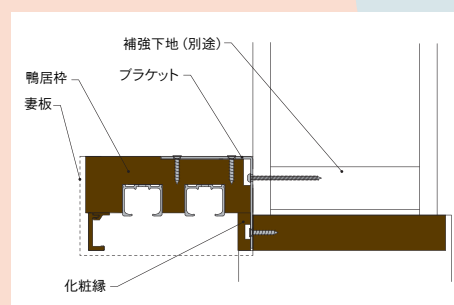 補強下地（別途）
鴨居枠
ブラケット
妻板
化粧縁